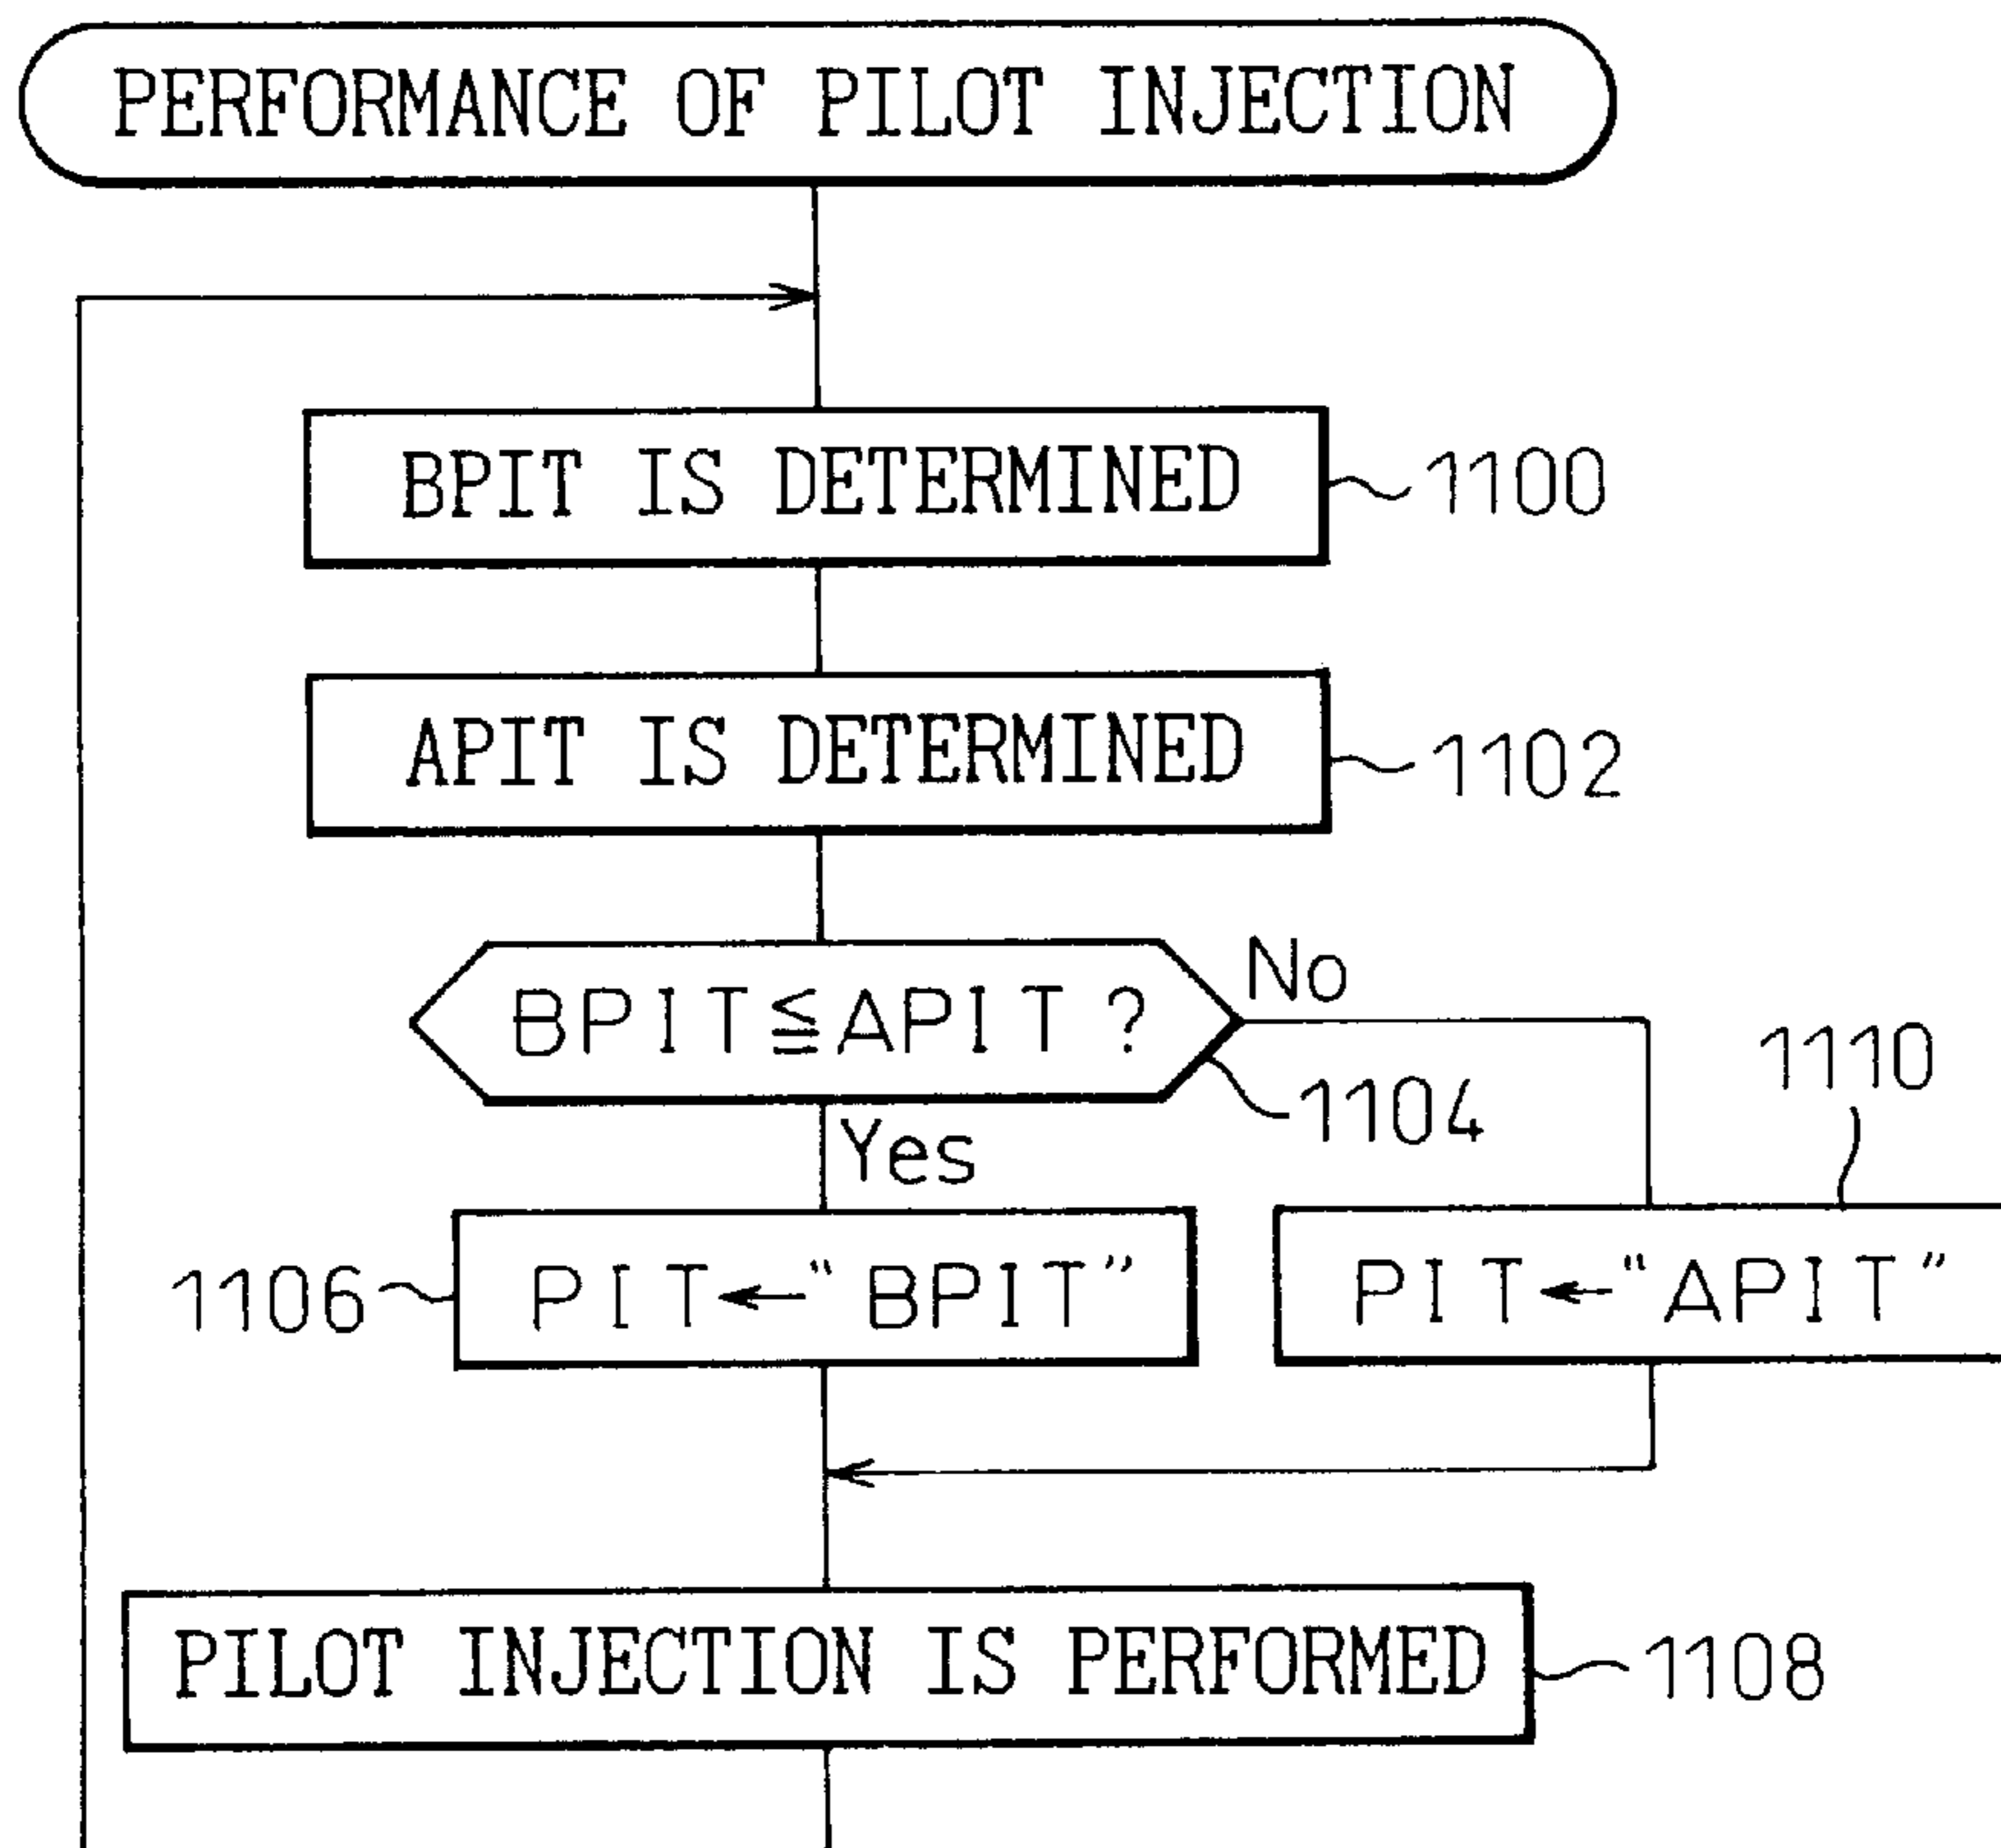 PERFORMANCE OF PILOT INJECTION
BPIT IS DETERMINED
1100
APIT IS DETERMINED
1102
BPIT≦APIT ?
No
1104
1110
Yes
1106
PIT←“BPIT”
PIT←“APIT”
PILOT INJECTION IS PERFORMED
1108